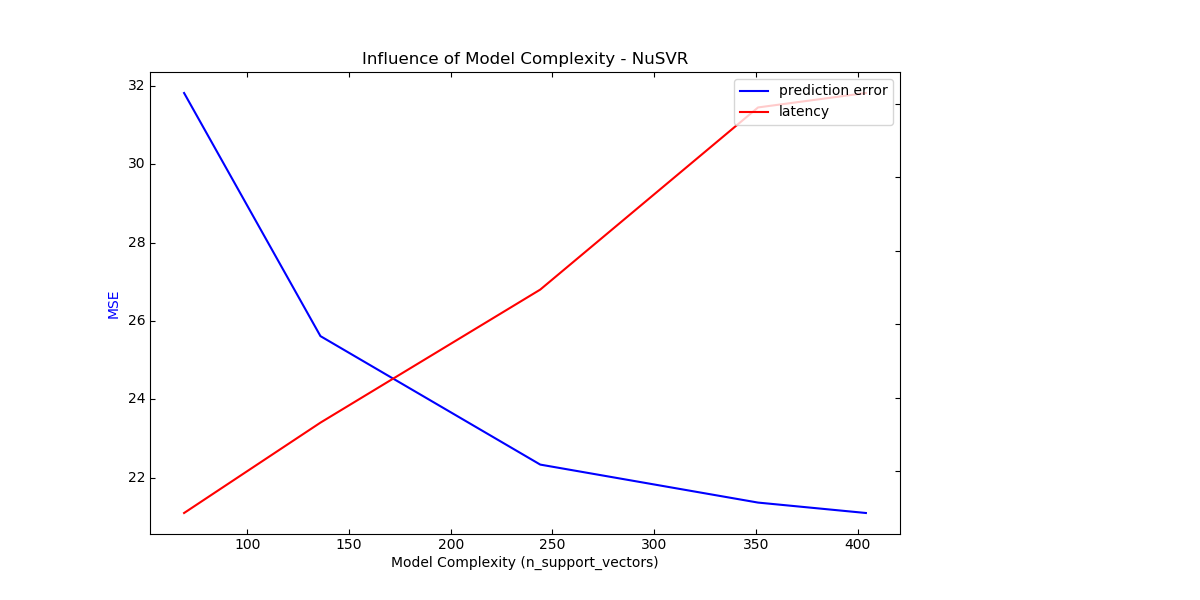 Influence of Model Complexity - NuSVR
prediction error
latency
32
30
28
26
24
22
MSE
100 150 200 250 300 350 400
Model Complexity (n_support_vectors)